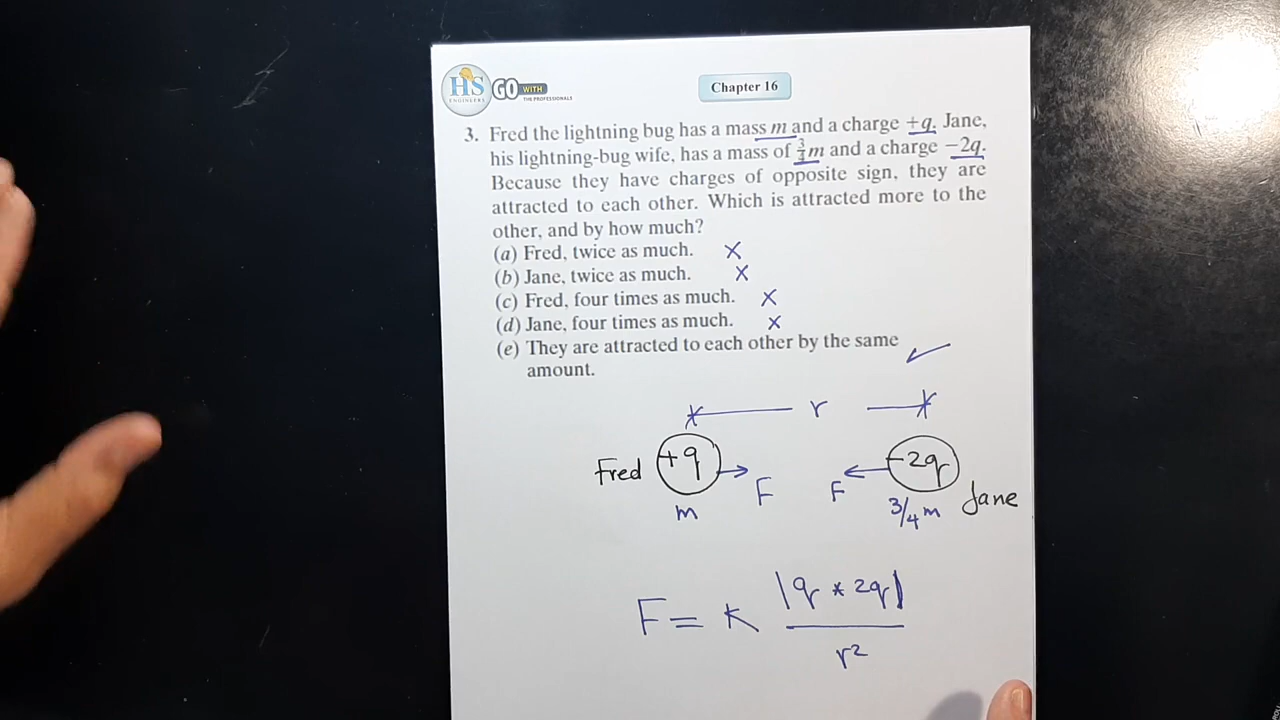 HS
ENGINEERS
GO WITH
THE PROFESSIONALS
Chapter 16
3. Fred the lightning bug has a mass m and a charge +q. Jane,
his lightning-bug wife, has a mass of 3/4 m and a charge −2q.
Because they have charges of opposite sign, they are
attracted to each other. Which is attracted more to the
other, and by how much?
(a) Fred, twice as much. X
(b) Jane, twice as much. X
(c) Fred, four times as much. X
(d) Jane, four times as much. X
(e) They are attracted to each other by the same
amount.
r
Fred +q F F -2q Jane
m 3/4 m
F = k |q * 2q| / r²